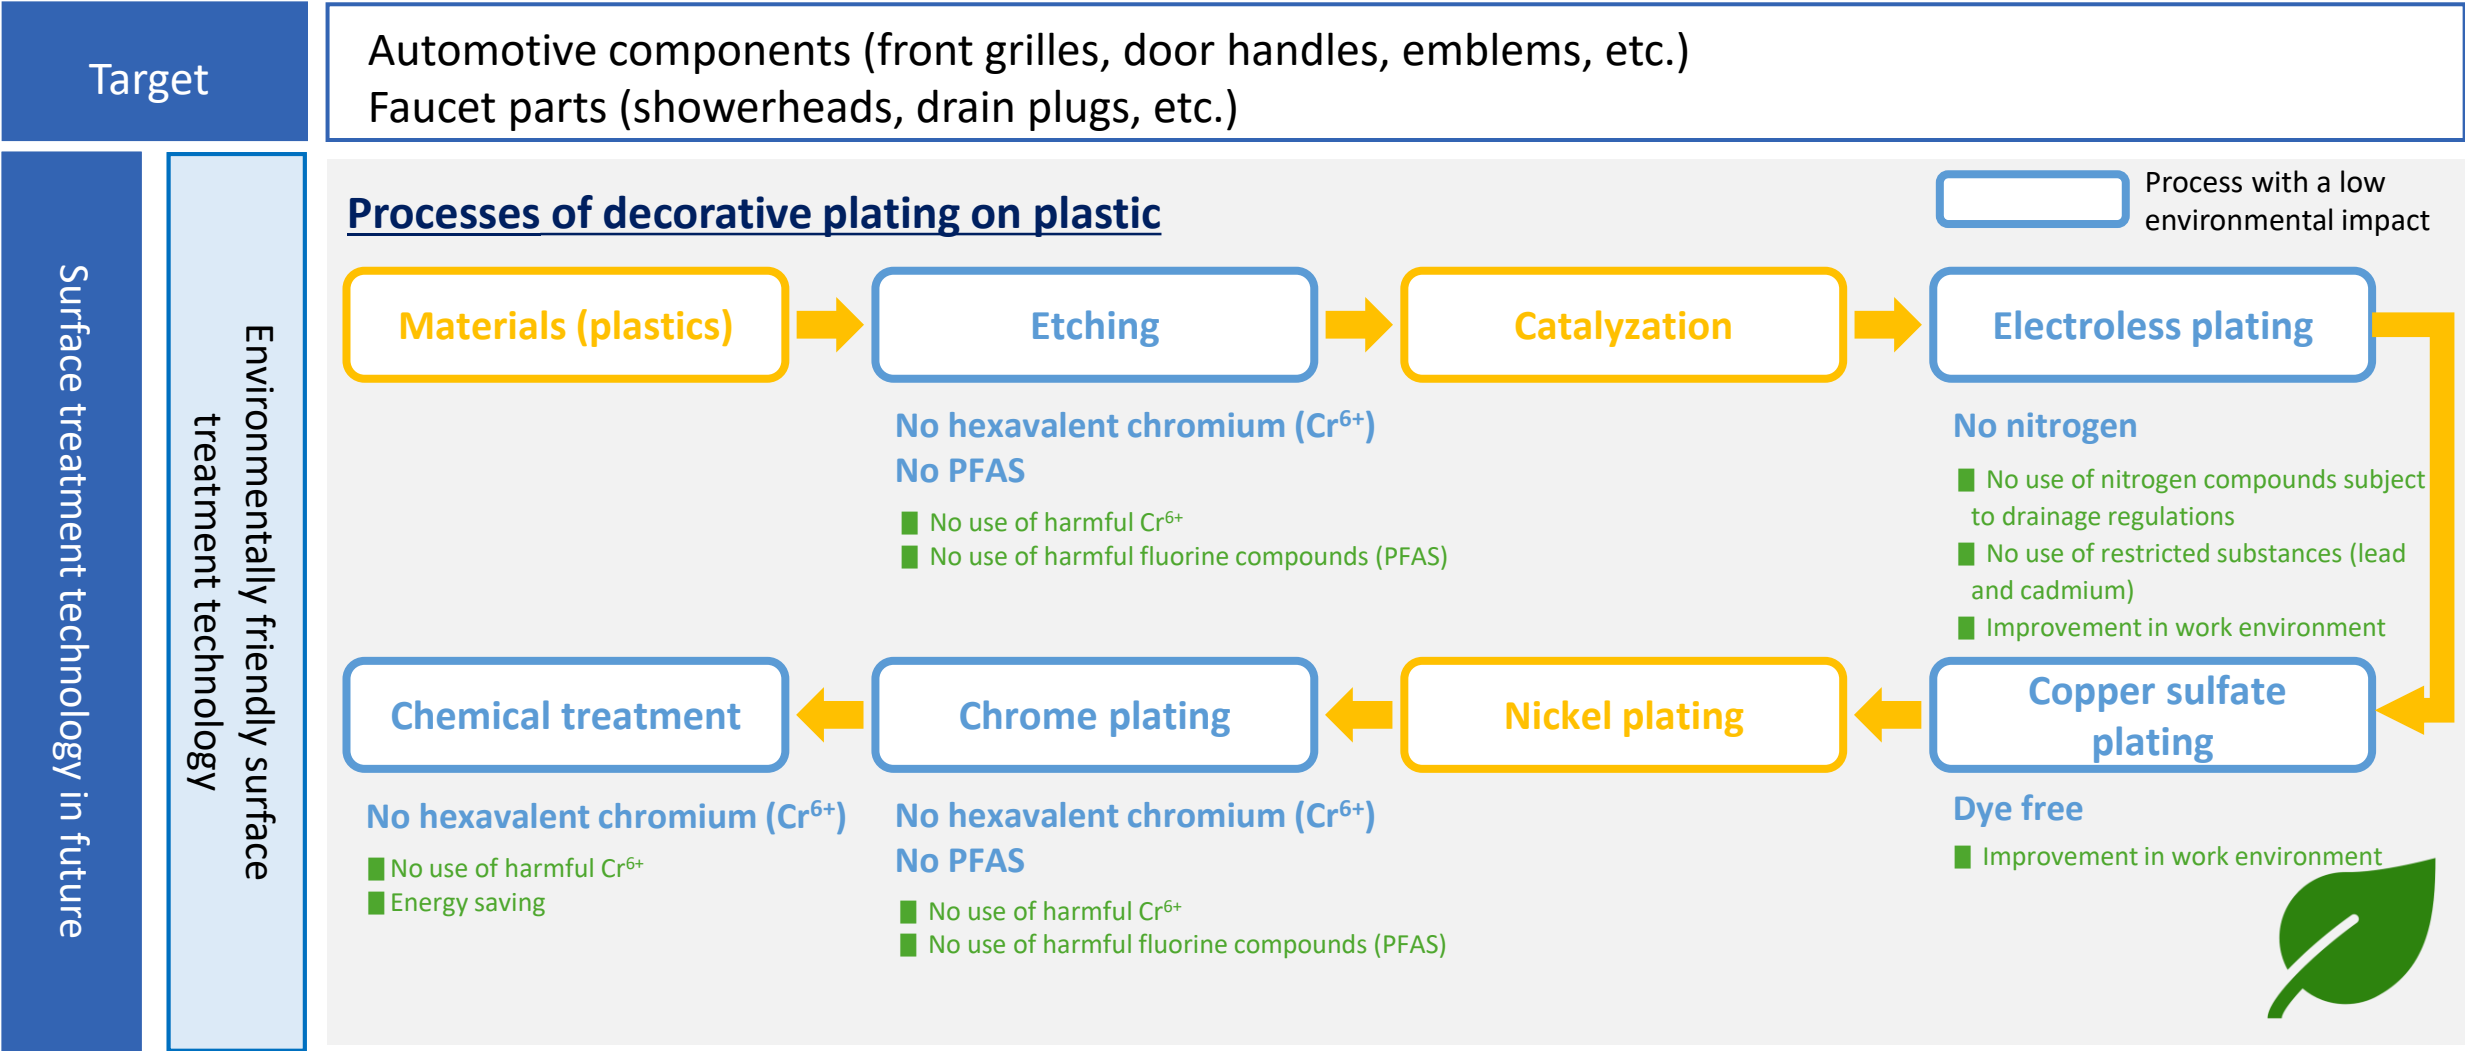 Target
Automotive components (front grilles, door handles, emblems, etc.)
Faucet parts (showerheads, drain plugs, etc.)
Surface treatment technology in future
Environmentally friendly surface
treatment technology
Processes of decorative plating on plastic
Process with a low
environmental impact
Materials (plastics)
Etching
Catalyzation
Electroless plating
No hexavalent chromium (Cr⁶⁺)
No PFAS
■ No use of harmful Cr⁶⁺
■ No use of harmful fluorine compounds (PFAS)
No nitrogen
■ No use of nitrogen compounds subject
to drainage regulations
■ No use of restricted substances (lead
and cadmium)
■ Improvement in work environment
Chemical treatment
Chrome plating
Nickel plating
Copper sulfate
plating
No hexavalent chromium (Cr⁶⁺)
■ No use of harmful Cr⁶⁺
■ Energy saving
No hexavalent chromium (Cr⁶⁺)
No PFAS
■ No use of harmful Cr⁶⁺
■ No use of harmful fluorine compounds (PFAS)
Dye free
■ Improvement in work environment